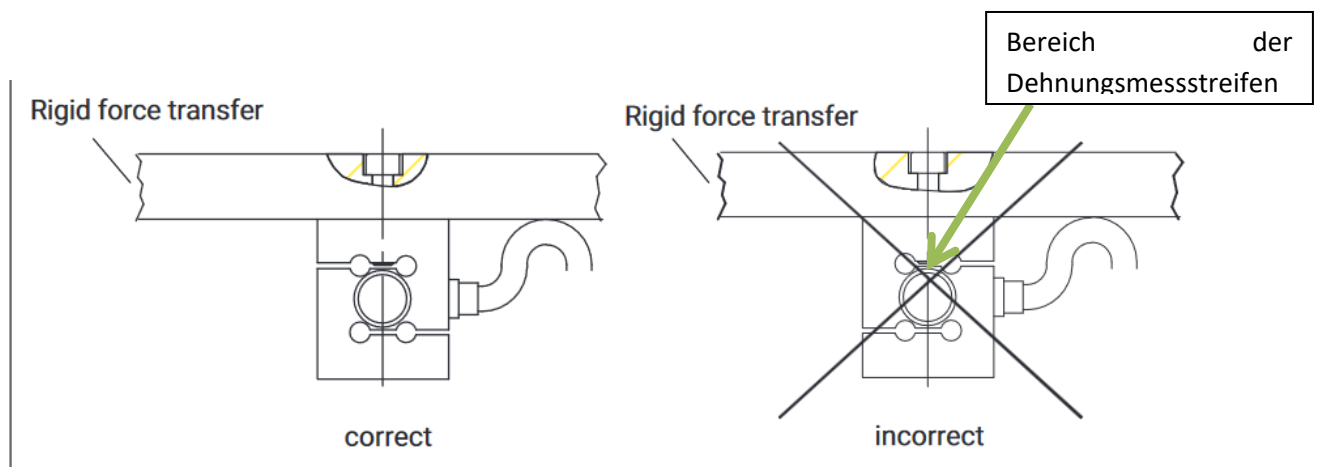 Bereich der
Dehnungsmessstreifen
Rigid force transfer
Rigid force transfer
correct
incorrect